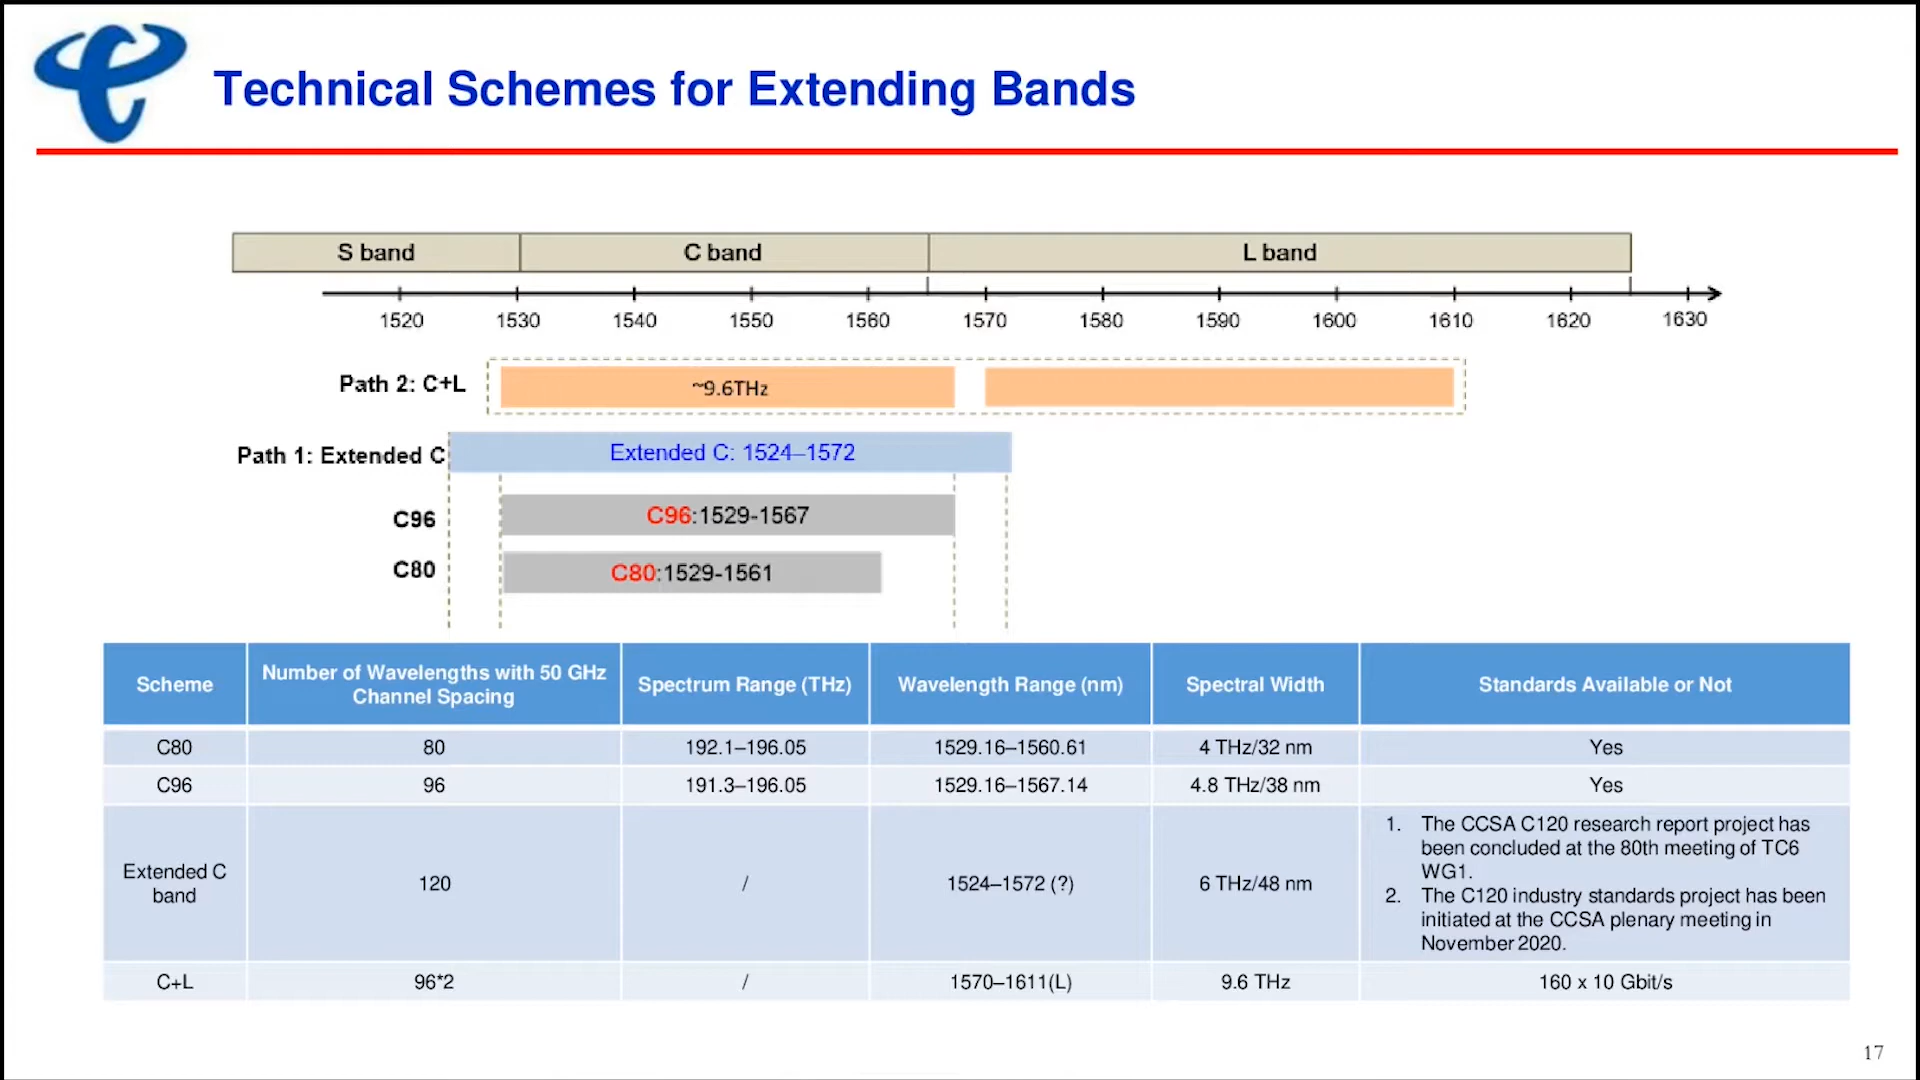 Technical Schemes for Extending Bands
S band C band L band
1520 1530 1540 1550 1560 1570 1580 1590 1600 1610 1620 1630
Path 2: C+L ~9.6THz
Path 1: Extended C Extended C: 1524–1572
C96 C96:1529-1567
C80 C80:1529-1561
Scheme Number of Wavelengths with 50 GHz Channel Spacing Spectrum Range (THz) Wavelength Range (nm) Spectral Width Standards Available or Not
C80 80 192.1–196.05 1529.16–1560.61 4 THz/32 nm Yes
C96 96 191.3–196.05 1529.16–1567.14 4.8 THz/38 nm Yes
Extended C band 120 / 1524–1572 (?) 6 THz/48 nm
1. The CCSA C120 research report project has
been concluded at the 80th meeting of TC6
WG1.
2. The C120 industry standards project has been
initiated at the CCSA plenary meeting in
November 2020.
C+L 96*2 / 1570–1611(L) 9.6 THz 160 x 10 Gbit/s
17